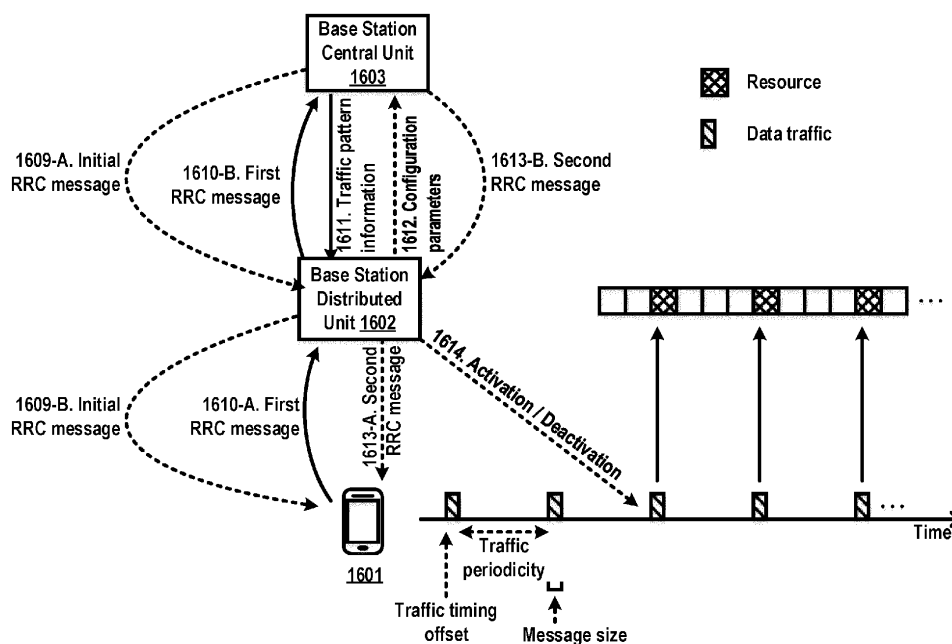 Base Station
Central Unit
1603
Resource
Data traffic
1609-A. Initial
RRC message
1610-B. First
RRC message
1611. Traffic pattern
information
1612. Configuration
parameters
1613-B. Second
RRC message
Base Station
Distributed
Unit 1602
...
1609-B. Initial
RRC message
1610-A. First
RRC message
1613-A. Second
RRC message
1614. Activation / Deactivation
...
Time
1601
Traffic
periodicity
Traffic timing
offset
Message size